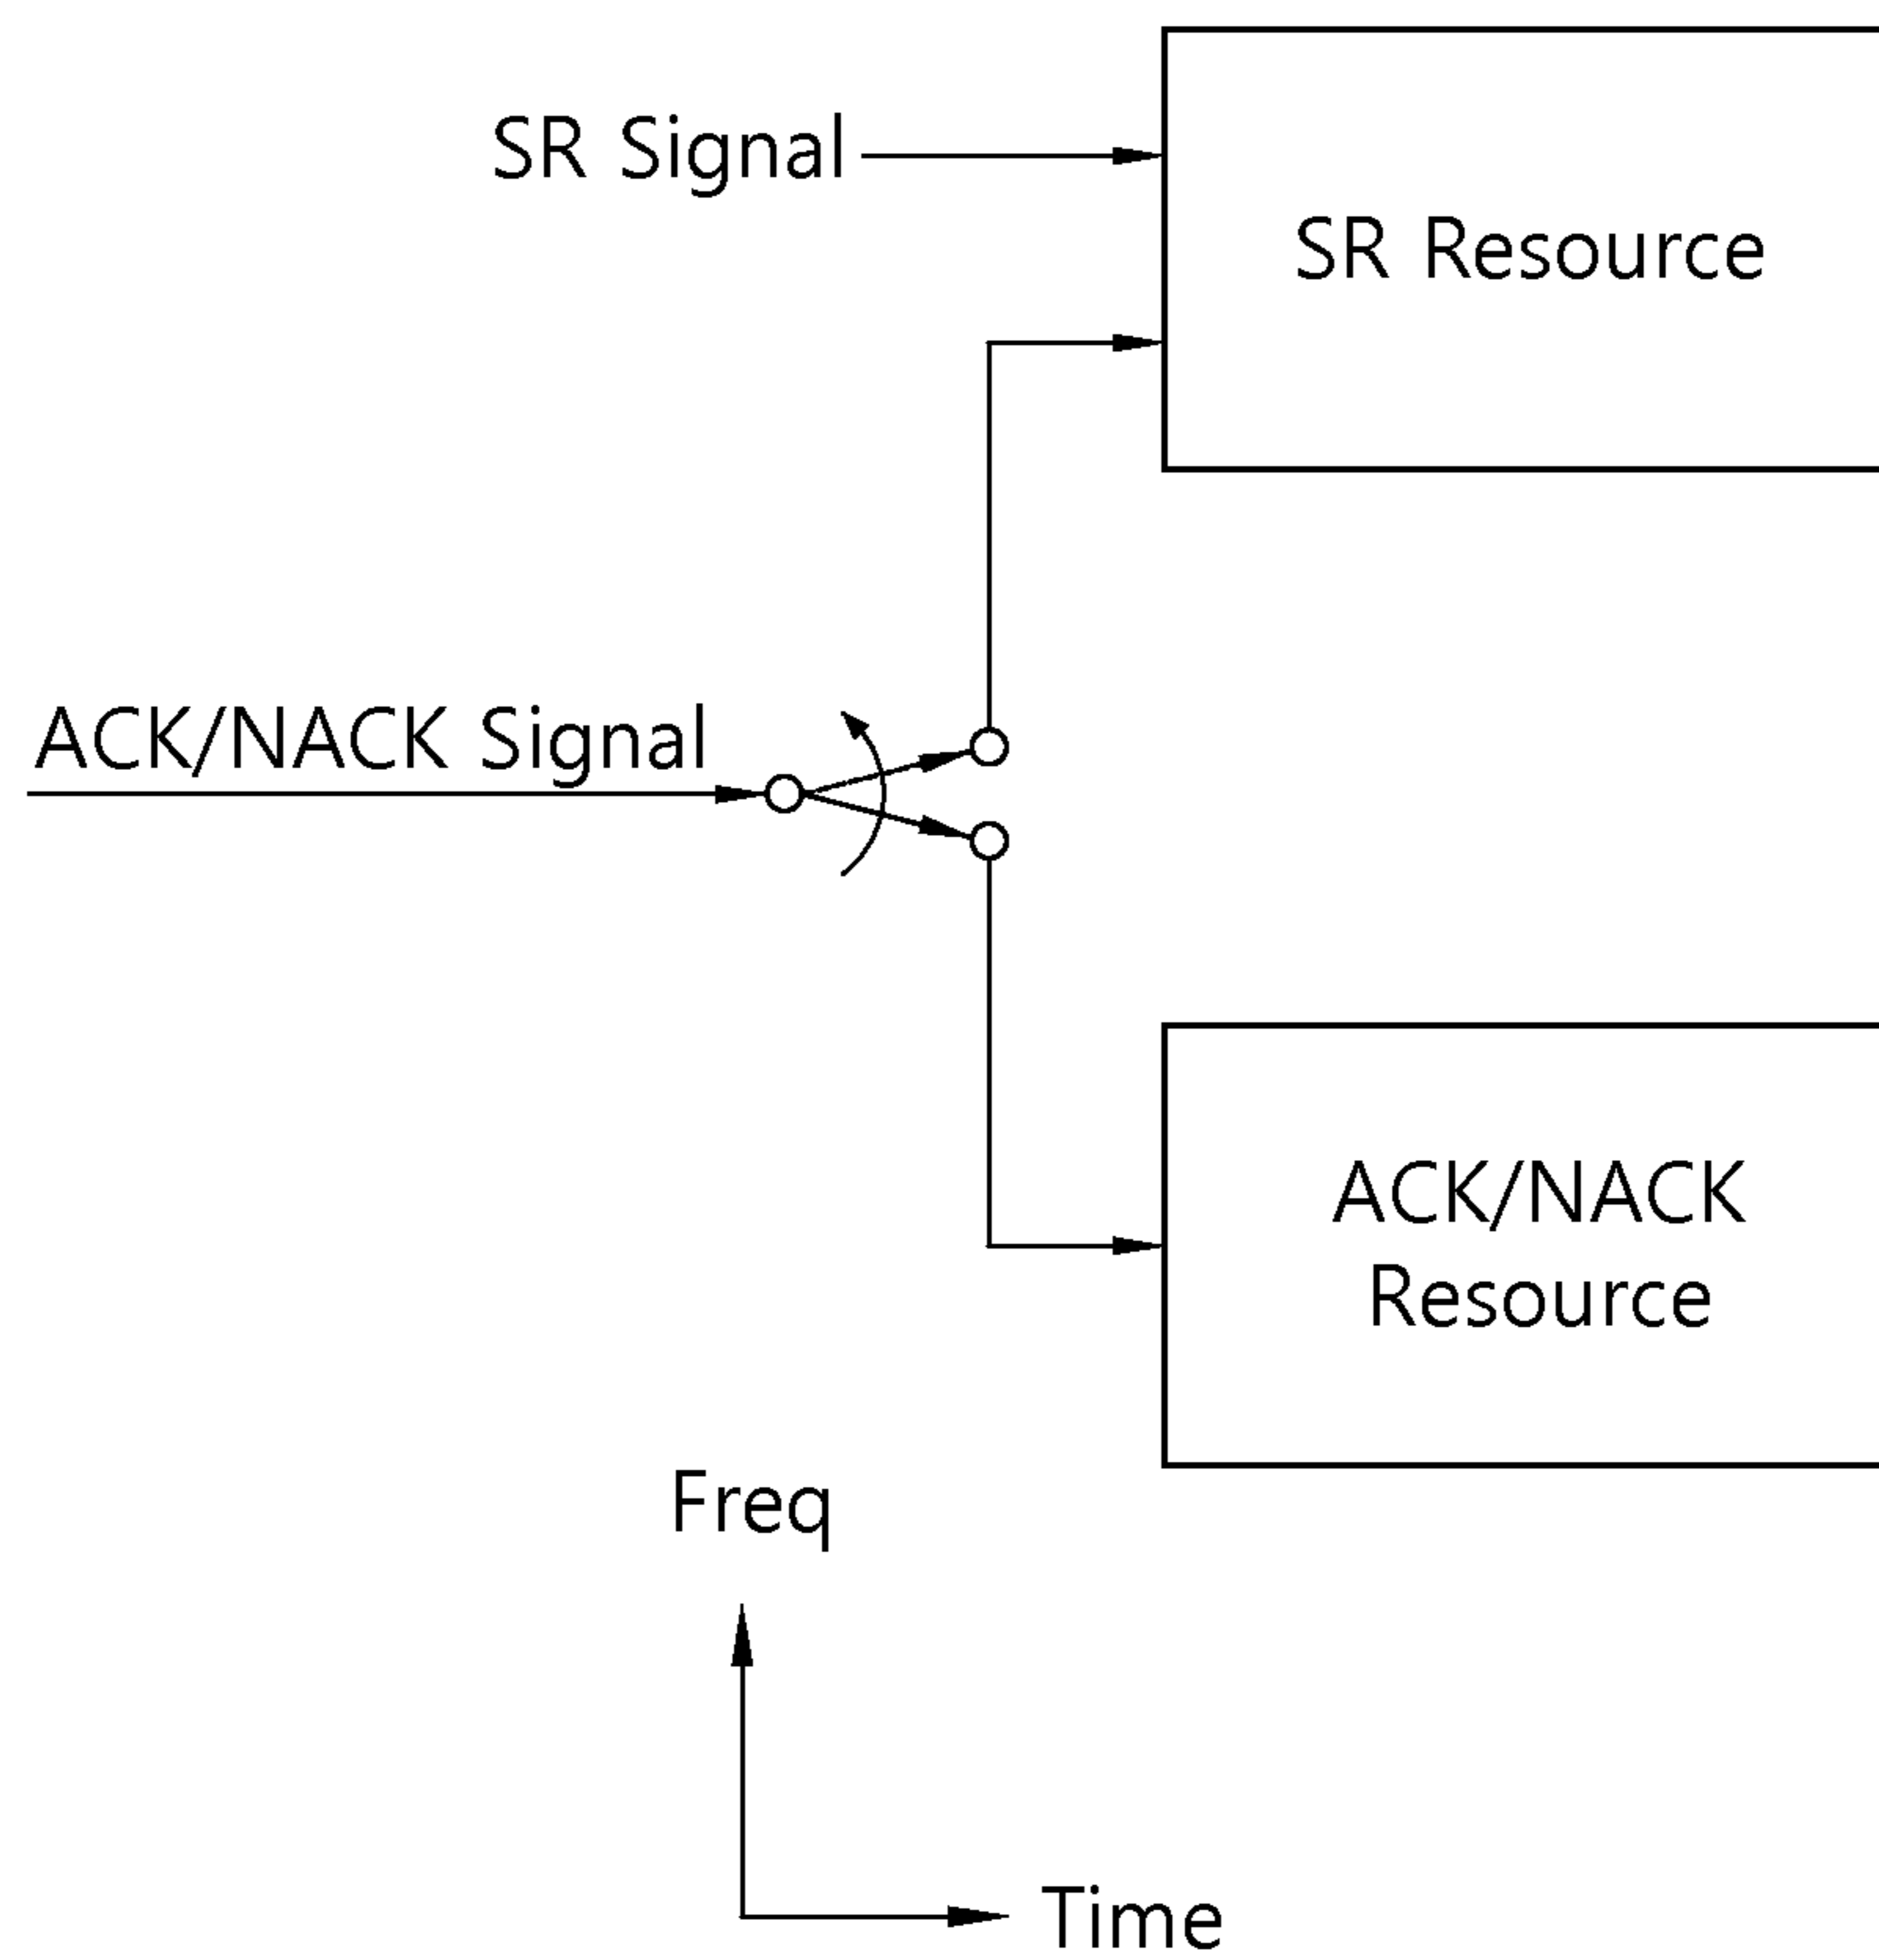 SR Signal
SR Resource
ACK/NACK Signal
ACK/NACK
Resource
Freq
Time